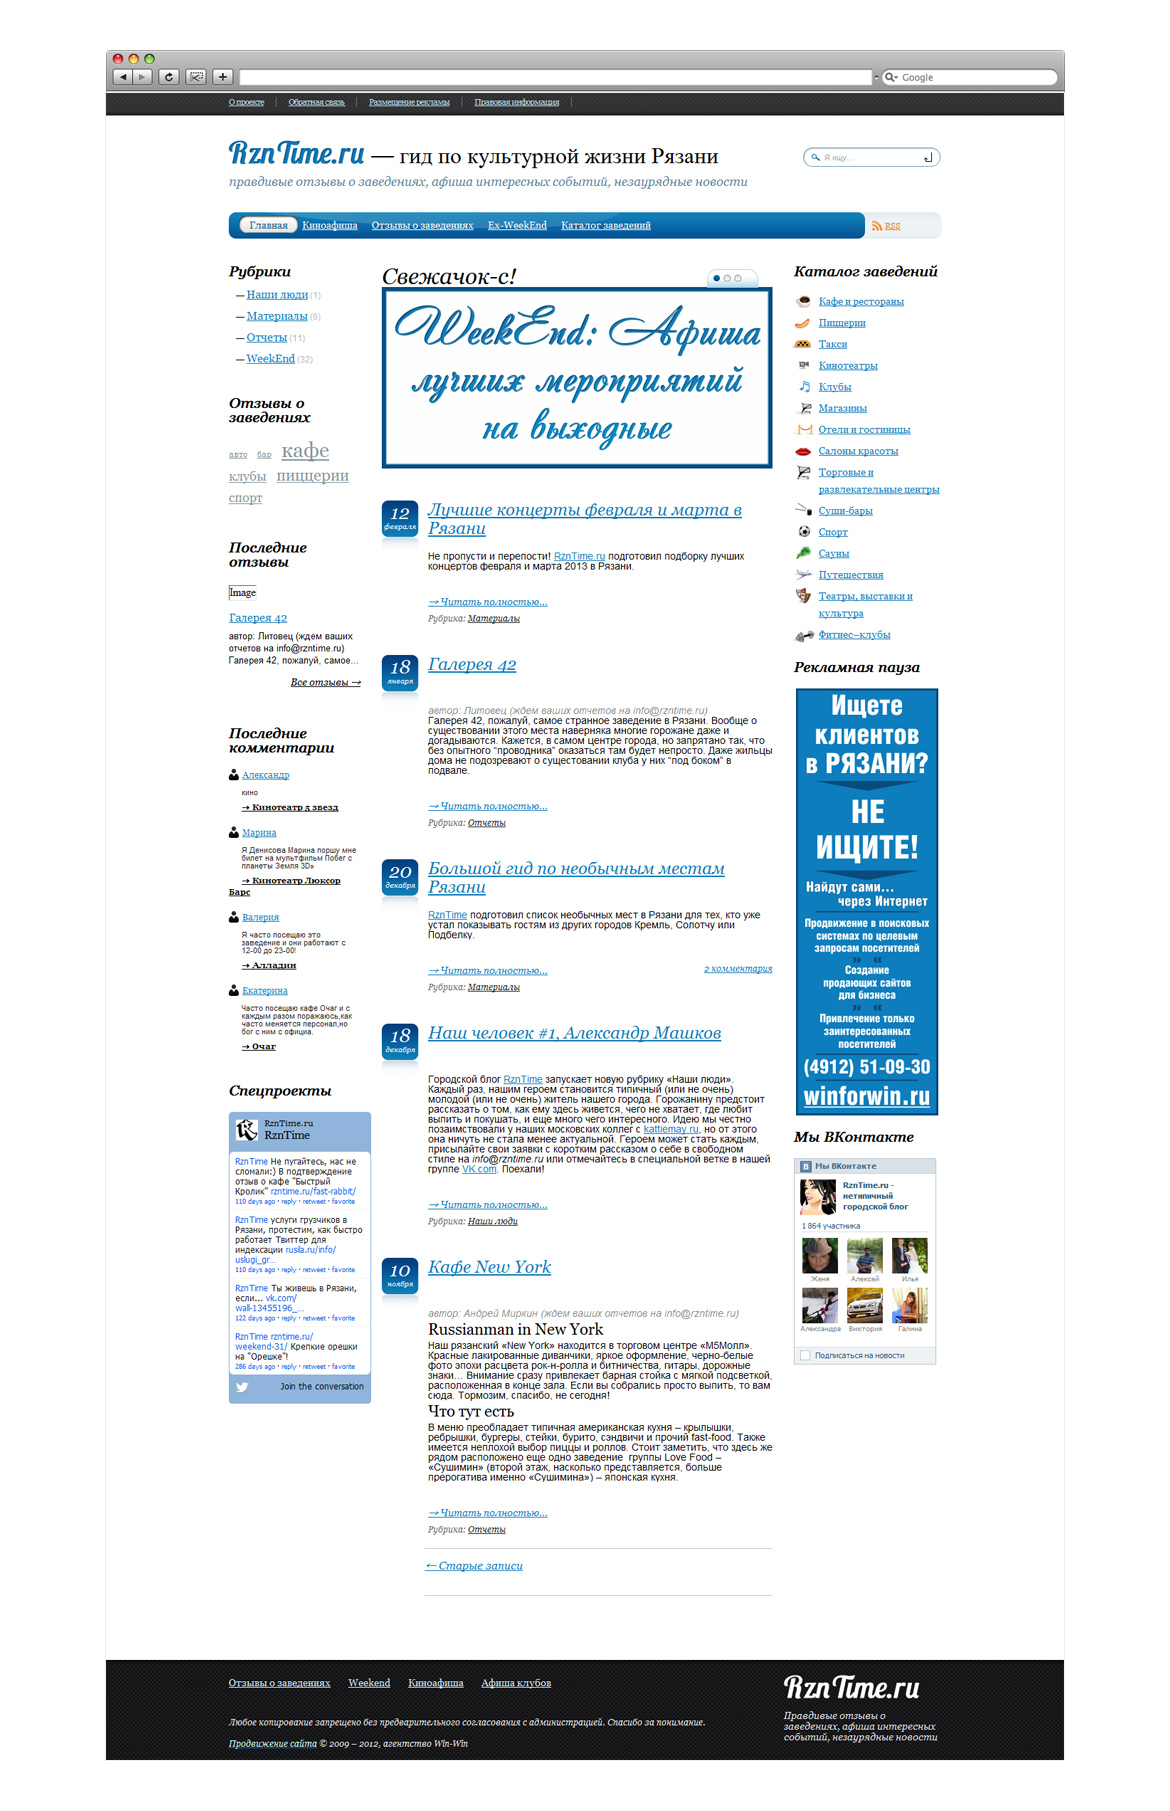 Google
О проекте
Обратная связь
Размещение рекламы
Правовая информация
RznTime.ru — гид по культурной жизни Рязани
правдивые отзывы о заведениях, афиша интересных событий, незаурядные новости
Я ищу...
Главная
Киноафиша
Отзывы о заведениях
Ex-WeekEnd
Каталог заведений
RSS
Рубрики
— Наши люди (1)
— Материалы (6)
— Отчеты (11)
— WeekEnd (32)
Отзывы о
заведениях
авто бар кафе
клубы пиццерии
спорт
Последние
отзывы
Image
Галерея 42
автор: Литовец (ждем ваших
отчетов на info@rzntime.ru)
Галерея 42, пожалуй, самое...
Все отзывы →
Последние
комментарии
Александр
кино
→ Кинотеатр 5 звезд
Марина
Я Денисова Марина поршу мне
билет на мультфильм Побег с
планеты Земля 3D»
→ Кинотеатр Люксор
Барс
Валерия
Я часто посещаю это
заведение и они работают с
12-00 до 23-00!
→ Алладин
Екатерина
Часто посещаю кафе Очаг и с
каждым разом поражаюсь,как
часто меняется персонал,но
бог с ним с официа.
→ Очаг
Спецпроекты
RznTime.ru
RznTime
RznTime Не пугайтесь, нас не
сломали:) В подтверждение
отзыв о кафе "Быстрый
Кролик" rzntime.ru/fast-rabbit/
110 days ago · reply · retweet · favorite
RznTime услуги грузчиков в
Рязани, протестим, как быстро
работает Твиттер для
индексации rusila.ru/info/
uslugi_gr...
110 days ago · reply · retweet · favorite
RznTime Ты живешь в Рязани,
если... vk.com/
wall-13455196_...
122 days ago · reply · retweet · favorite
RznTime rzntime.ru/
weekend-31/ Крепкие орешки
на "Орешке"!
286 days ago · reply · retweet · favorite
Join the conversation
Свежачок-с!
WeekEnd: Афиша
лучших мероприятий
на выходные
12
февраля
Лучшие концерты февраля и марта в
Рязани
Не пропусти и перепости! RznTime.ru подготовил подборку лучших
концертов февраля и марта 2013 в Рязани.
→ Читать полностью...
Рубрика: Материалы
18
января
Галерея 42
автор: Литовец (ждем ваших отчетов на info@rzntime.ru)
Галерея 42, пожалуй, самое странное заведение в Рязани. Вообще о
существовании этого места наверняка многие горожане даже и
догадываются. Кажется, в самом центре города, но запрятано так, что
без опытного "проводника" оказаться там будет непросто. Даже жильцы
дома не подозревают о существовании клуба у них "под боком" в
подвале.
→ Читать полностью...
Рубрика: Отчеты
20
декабря
Большой гид по необычным местам
Рязани
RznTime подготовил список необычных мест в Рязани для тех, кто уже
устал показывать гостям из других городов Кремль, Солотчу или
Подбелку.
→ Читать полностью...
2 комментария
Рубрика: Материалы
18
декабря
Наш человек #1, Александр Машков
Городской блог RznTime запускает новую рубрику «Наши люди».
Каждый раз, нашим героем становится типичный (или не очень)
молодой (или не очень) житель нашего города. Горожанину предстоит
рассказать о том, как ему здесь живется, чего не хватает, где любит
выпить и покушать, и еще много чего интересного. Идею мы честно
позаимствовали у наших московских коллег с kattiemay.ru, но от этого
она ничуть не стала менее актуальной. Героем может стать каждым,
присылайте свои заявки с коротким рассказом о себе в свободном
стиле на info@rzntime.ru или отмечайтесь в специальной ветке в нашей
группе VK.com. Поехали!
→ Читать полностью...
Рубрика: Наши люди
10
ноября
Кафе New York
автор: Андрей Миркин (ждем ваших отчетов на info@rzntime.ru)
Russianman in New York
Наш рязанский «New York» находится в торговом центре «М5Молл».
Красные лакированные диванчики, яркое оформление, черно-белые
фото эпохи расцвета рок-н-ролла и битничества, гитары, дорожные
знаки... Внимание сразу привлекает барная стойка с мягкой подсветкой,
расположенная в конце зала. Если вы собрались просто выпить, то вам
сюда. Тормозим, спасибо, не сегодня!
Что тут есть
В меню преобладает типичная американская кухня – крылышки,
ребрышки, бургеры, стейки, бурито, сэндвичи и прочий fast-food. Также
имеется неплохой выбор пиццы и роллов. Стоит заметить, что здесь же
рядом расположено еще одно заведение группы Love Food –
«Сушимин» (второй этаж, насколько представляется, больше
прерогатива именно «Сушимина») – японская кухня.
→ Читать полностью...
Рубрика: Отчеты
← Старые записи
Каталог заведений
Кафе и рестораны
Пиццерии
Такси
Кинотеатры
Клубы
Магазины
Отели и гостиницы
Салоны красоты
Торговые и
развлекательные центры
Суши-бары
Спорт
Сауны
Путешествия
Театры, выставки и
культура
Фитнес–клубы
Рекламная пауза
Ищете
клиентов
в РЯЗАНИ?
НЕ
ИЩИТЕ!
Найдут сами...
через Интернет
Продвижение в поисковых
системах по целевым
запросам посетителей
Создание
продающих сайтов
для бизнеса
Привлечение только
заинтересованных
посетителей
(4912) 51-09-30
winforwin.ru
Мы ВКонтакте
Мы ВКонтакте
RznTime.ru -
нетипичный
городской блог
1 864 участника
Женя
Алексей
Илья
Александра
Виктория
Галина
Подписаться на новости
Отзывы о заведениях
Weekend
Киноафиша
Афиша клубов
Любое копирование запрещено без предварительного согласования с администрацией. Спасибо за понимание.
Продвижение сайта © 2009 – 2012, агентство Win-Win
RznTime.ru
Правдивые отзывы о
заведениях, афиша интересных
событий, незаурядные новости